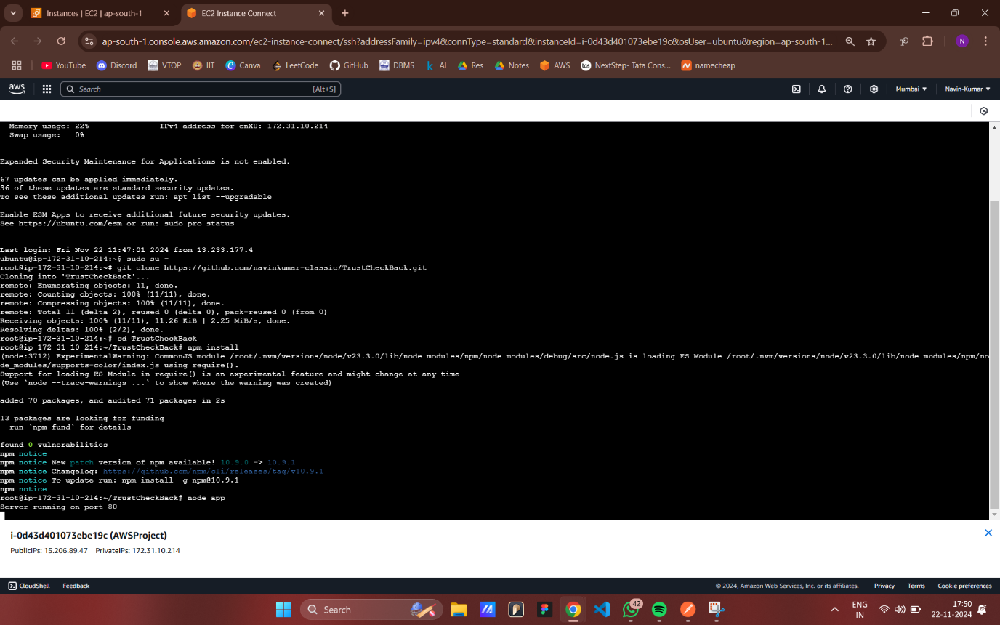 Instances | EC2 | ap-south-1
EC2 Instance Connect
ap-south-1.console.aws.amazon.com/ec2-instance-connect/ssh?addressFamily=ipv4&connType=standard&instanceId=i-0d43d401073ebe19c&osUser=ubuntu&region=ap-south-1...
N
YouTube Discord VTOP IIT Canva LeetCode GitHub DBMS AI Res Notes AWS NextStep- Tata Cons... namecheap
aws Search [Alt+S] Mumbai Navin-Kumar
Memory usage: 22% IPv4 address for enX0: 172.31.10.214
Swap usage: 0%
Expanded Security Maintenance for Applications is not enabled.
67 updates can be applied immediately.
36 of these updates are standard security updates.
To see these additional updates run: apt list --upgradable
Enable ESM Apps to receive additional future security updates.
See https://ubuntu.com/esm or run: sudo pro status
Last login: Fri Nov 22 11:47:01 2024 from 13.233.177.4
ubuntu@ip-172-31-10-214:~$ sudo su -
root@ip-172-31-10-214:~# git clone https://github.com/navinkumar-classic/TrustCheckBack.git
Cloning into 'TrustCheckBack'...
remote: Enumerating objects: 11, done.
remote: Counting objects: 100% (11/11), done.
remote: Compressing objects: 100% (11/11), done.
remote: Total 11 (delta 2), reused 0 (delta 0), pack-reused 0 (from 0)
Receiving objects: 100% (11/11), 11.26 KiB | 2.25 MiB/s, done.
Resolving deltas: 100% (2/2), done.
root@ip-172-31-10-214:~# cd TrustCheckBack
root@ip-172-31-10-214:~/TrustCheckBack# npm install
(node:3712) ExperimentalWarning: CommonJS module /root/.nvm/versions/node/v23.3.0/lib/node_modules/npm/node_modules/debug/src/node.js is loading ES Module /root/.nvm/versions/node/v23.3.0/lib/node_modules/npm/no
de_modules/supports-color/index.js using require().
Support for loading ES Module in require() is an experimental feature and might change at any time
(Use `node --trace-warnings ...` to show where the warning was created)
added 70 packages, and audited 71 packages in 2s
13 packages are looking for funding
run `npm fund` for details
found 0 vulnerabilities
npm notice
npm notice New patch version of npm available! 10.9.0 -> 10.9.1
npm notice Changelog: https://github.com/npm/cli/releases/tag/v10.9.1
npm notice To update run: npm install -g npm@10.9.1
npm notice
root@ip-172-31-10-214:~/TrustCheckBack# node app
Server running on port 80
i-0d43d401073ebe19c (AWSProject)
PublicIPs: 15.206.89.47 PrivateIPs: 172.31.10.214
CloudShell Feedback © 2024, Amazon Web Services, Inc. or its affiliates. Privacy Terms Cookie preferences
Search 42 ENG 17:50
IN 22-11-2024